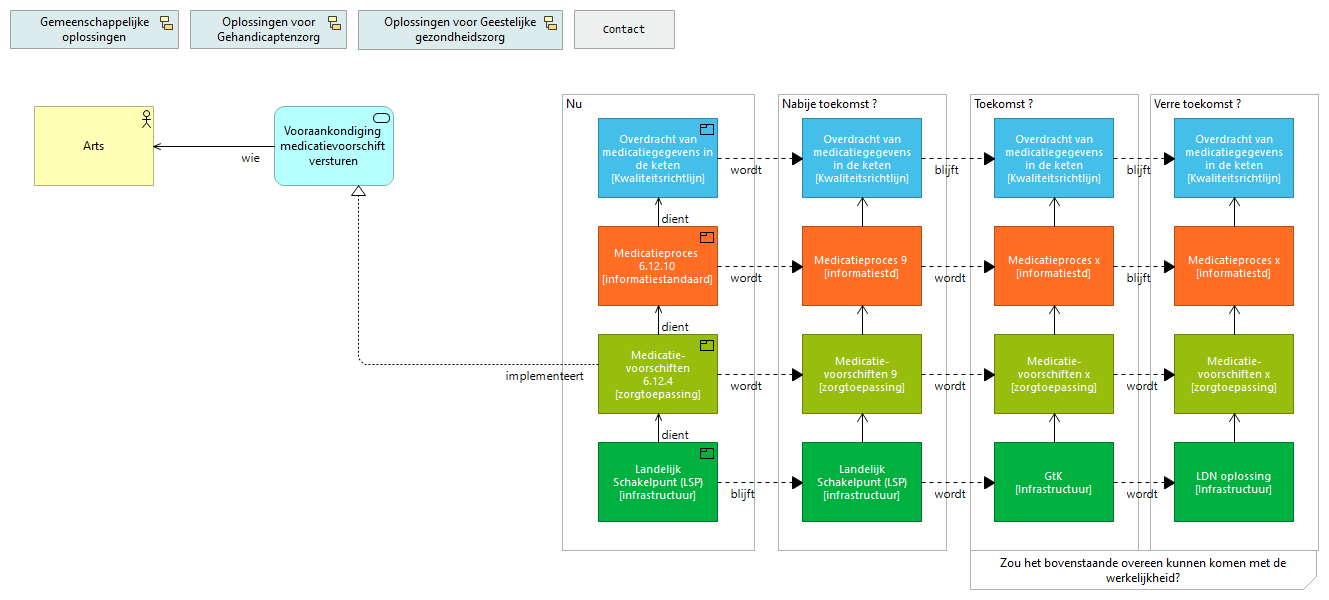 Gemeenschappelijke
oplossingen
Oplossingen voor
Gehandicaptenzorg
Oplossingen voor Geestelijke
gezondheidszorg
Contact
Arts
wie
Vooraankondiging
medicatievoorschift
versturen
implementeert
Nu
Overdracht van
medicatiegegevens in
de keten
[Kwaliteitsrichtlijn]
wordt
dient
Medicatieproces
6.12.10
[informatiestandaard]
wordt
dient
Medicatie-
voorschiften
6.12.4
[zorgtoepassing]
wordt
dient
Landelijk
Schakelpunt (LSP)
[infrastructuur]
blijft
Nabije toekomst ?
Overdracht van
medicatiegegevens
in de keten
[Kwaliteitsrichtlijn]
blijft
Medicatieproces 9
[informatiestd]
wordt
Medicatie-
voorschiften 9
[zorgtoepassing]
wordt
Landelijk
Schakelpunt (LSP)
[infrastructuur]
wordt
Toekomst ?
Overdracht van
medicatiegegevens
in de keten
[Kwaliteitsrichtlijn]
blijft
Medicatieproces x
[informatiestd]
blijft
Medicatie-
voorschiften x
[zorgtoepassing]
wordt
GtK
[Infrastructuur]
wordt
Verre toekomst ?
Overdracht van
medicatiegegevens
in de keten
[Kwaliteitsrichtlijn]
Medicatieproces x
[informatiestd]
Medicatie-
voorschiften x
[zorgtoepassing]
LDN oplossing
[Infrastructuur]
Zou het bovenstaande overeen kunnen komen met de
werkelijkheid?